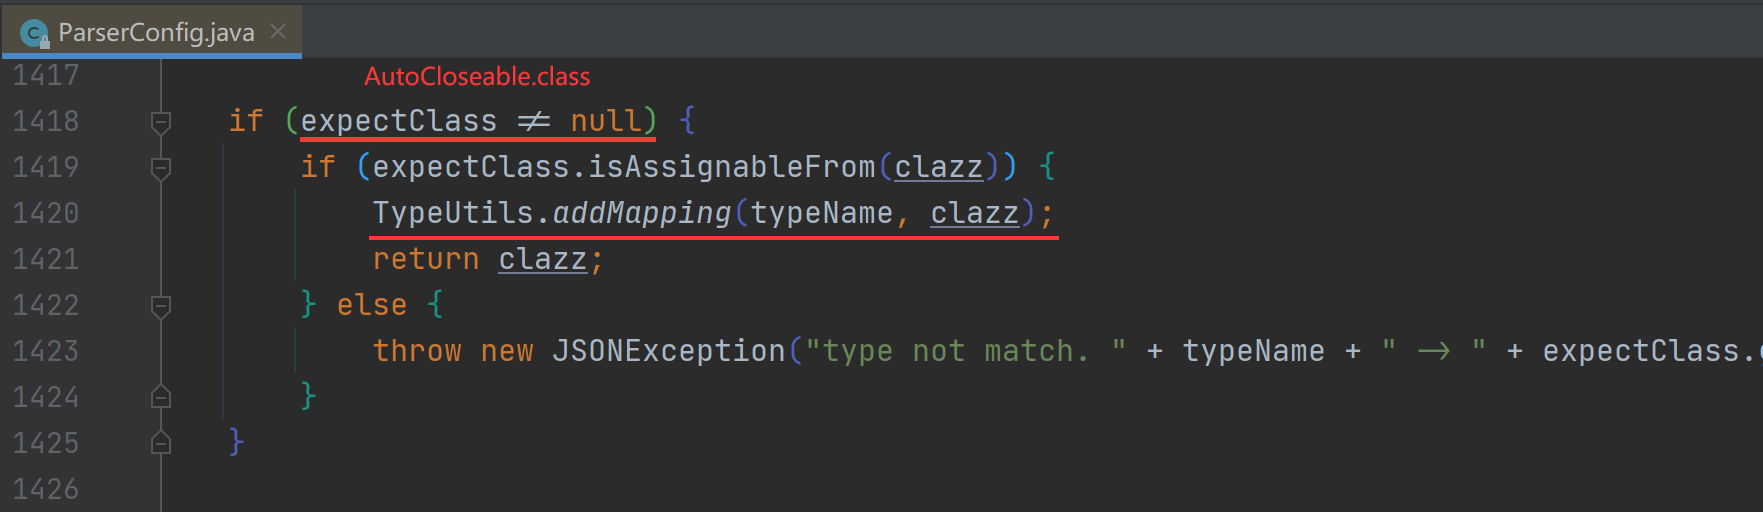 ParserConfig.java
1417 AutoCloseable.class
1418 if (expectClass ≠ null) {
1419 if (expectClass.isAssignableFrom(clazz)) {
1420 TypeUtils.addMapping(typeName, clazz);
1421 return clazz;
1422 } else {
1423 throw new JSONException("type not match. " + typeName + " -> " + expectClass.
1424 }
1425 }
1426